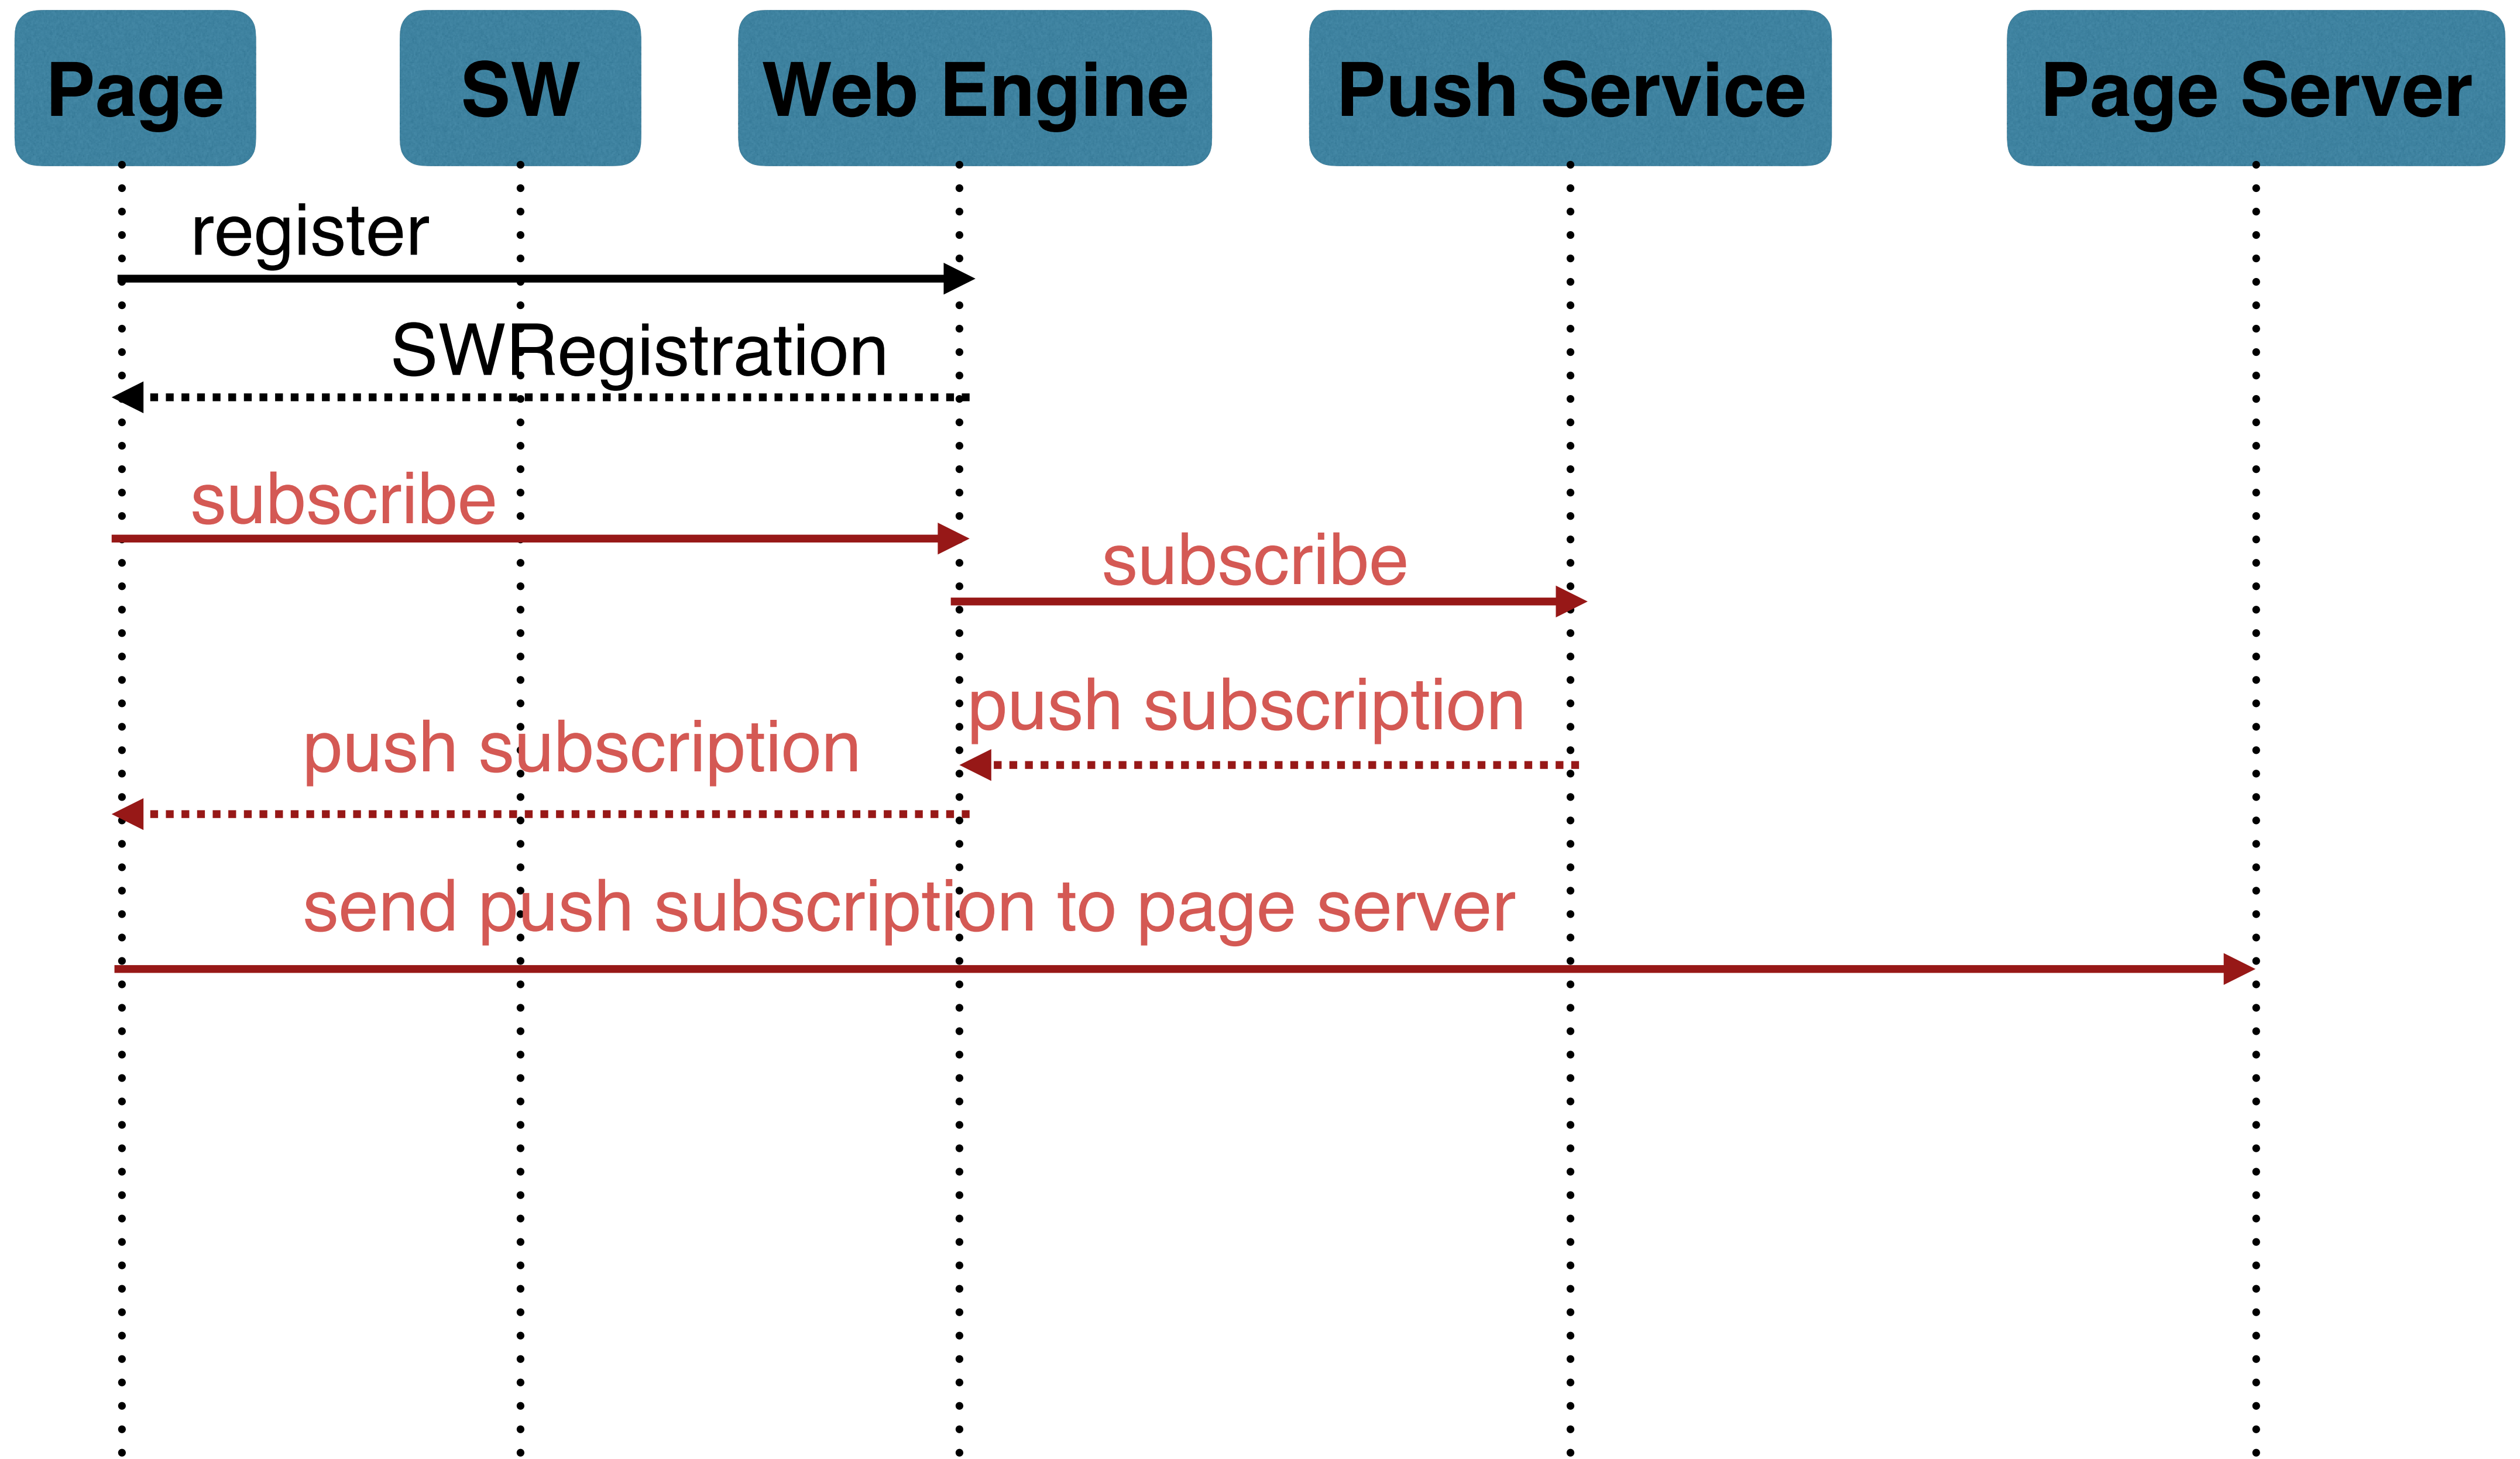 Page
SW
Web Engine
Push Service
Page Server
register
SWRegistration
subscribe
subscribe
push subscription
push subscription
send push subscription to page server